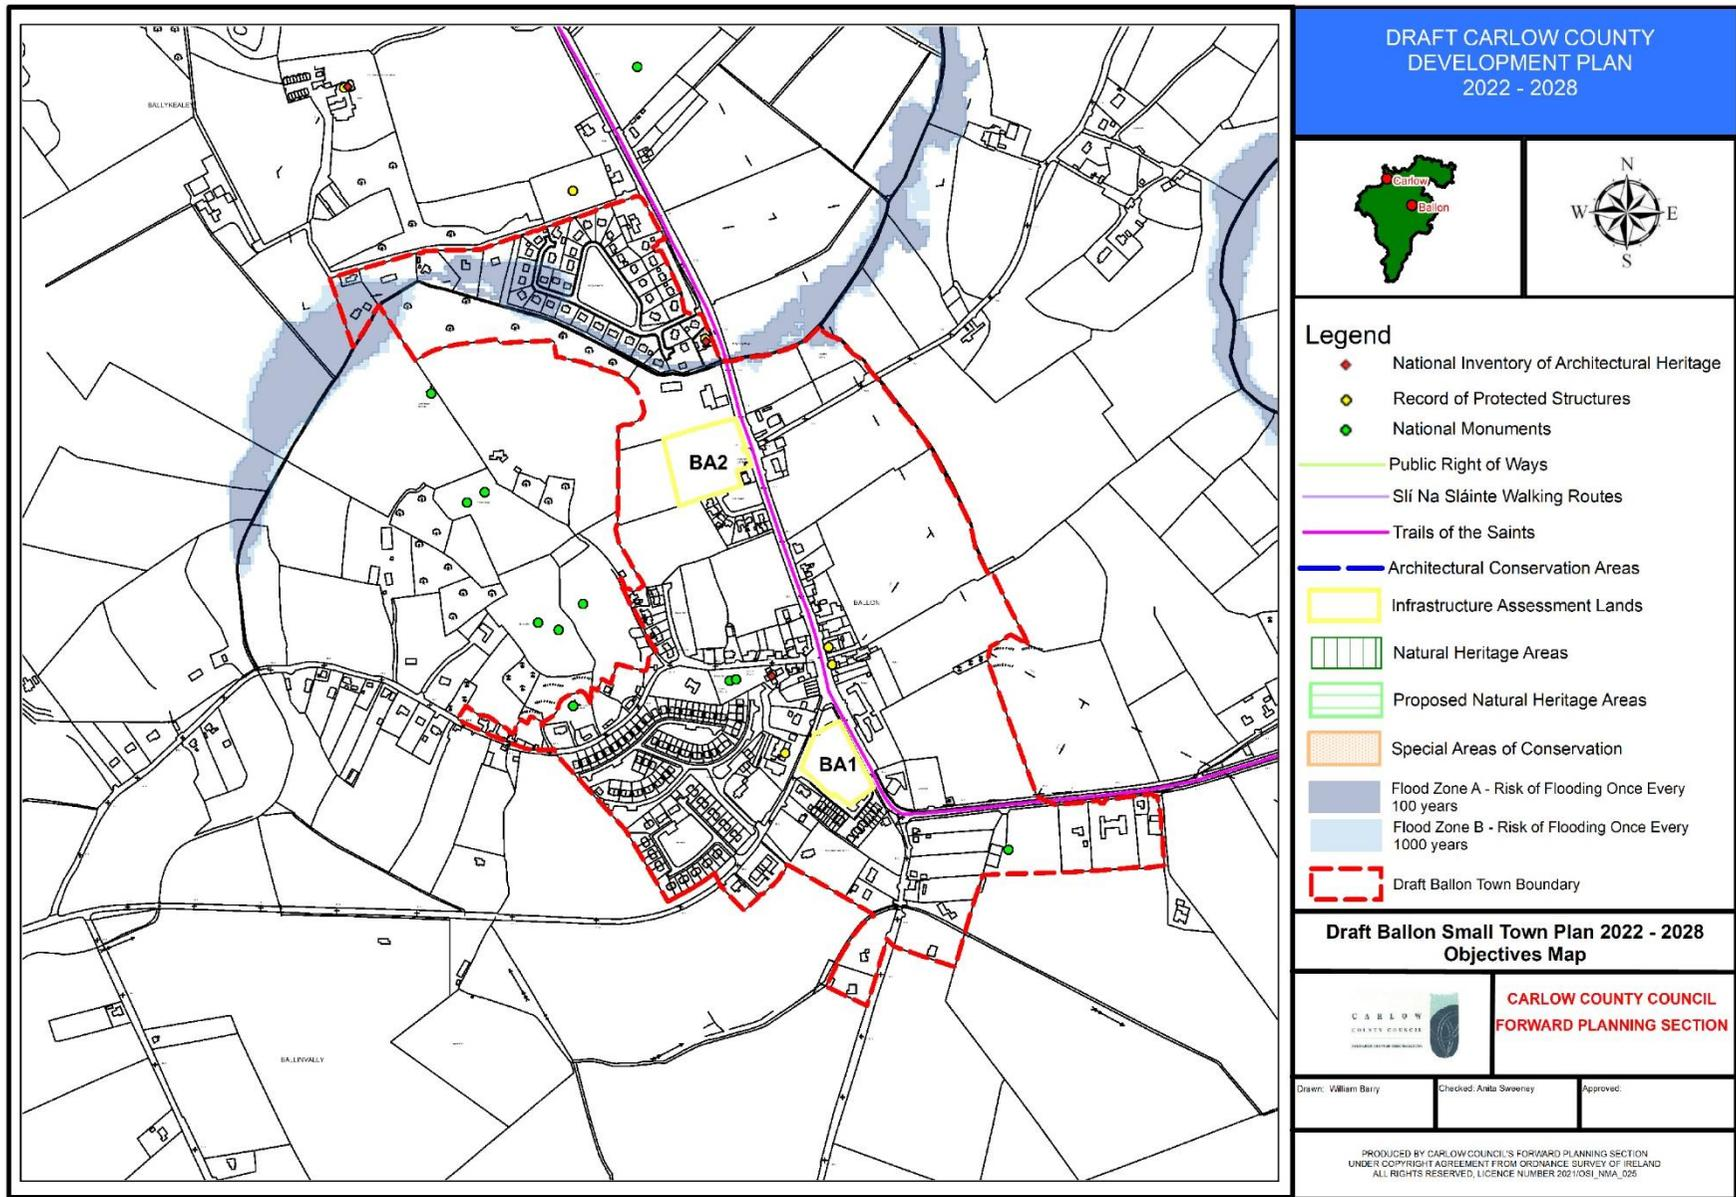 DRAFT CARLOW COUNTY
DEVELOPMENT PLAN
2022 - 2028
Carlow
Ballon
N
W
E
S
Legend
National Inventory of Architectural Heritage
Record of Protected Structures
National Monuments
Public Right of Ways
Slí Na Sláinte Walking Routes
Trails of the Saints
Architectural Conservation Areas
Infrastructure Assessment Lands
Natural Heritage Areas
Proposed Natural Heritage Areas
Special Areas of Conservation
Flood Zone A - Risk of Flooding Once Every
100 years
Flood Zone B - Risk of Flooding Once Every
1000 years
Draft Ballon Town Boundary
Draft Ballon Small Town Plan 2022 - 2028
Objectives Map
CARLOW
COUNTY COUNCIL
CARLOW COUNTY COUNCIL
FORWARD PLANNING SECTION
Drawn: William Barry
Checked: Anita Sweeney
Approved:
PRODUCED BY CARLOW COUNCIL'S FORWARD PLANNING SECTION
UNDER COPYRIGHT AGREEMENT FROM ORDNANCE SURVEY OF IRELAND
ALL RIGHTS RESERVED, LICENCE NUMBER 2021/OSI_NMA_025
BALLYKEALEY
BA2
BALLON
BA1
BALLINVALLY